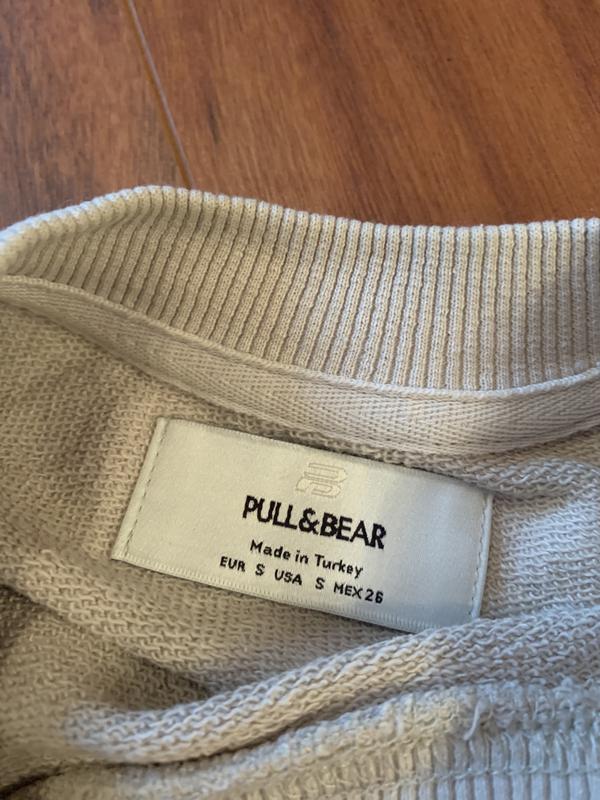 PULL&BEAR
Made in Turkey
EUR S USA S MEX 26